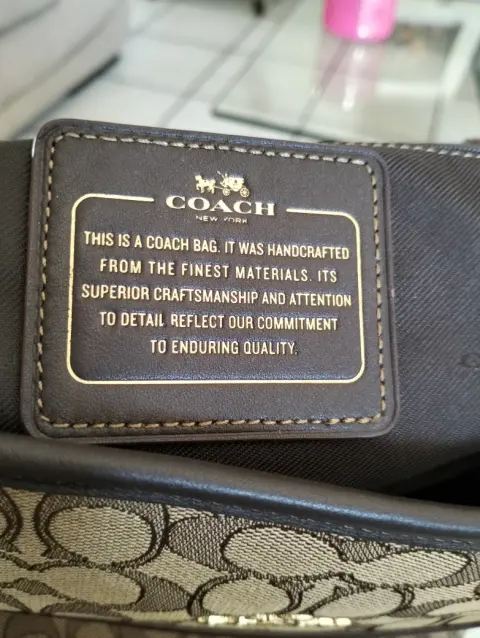 COACH
NEW YORK
THIS IS A COACH BAG. IT WAS HANDCRAFTED
FROM THE FINEST MATERIALS. ITS
SUPERIOR CRAFTSMANSHIP AND ATTENTION
TO DETAIL REFLECT OUR COMMITMENT
TO ENDURING QUALITY.